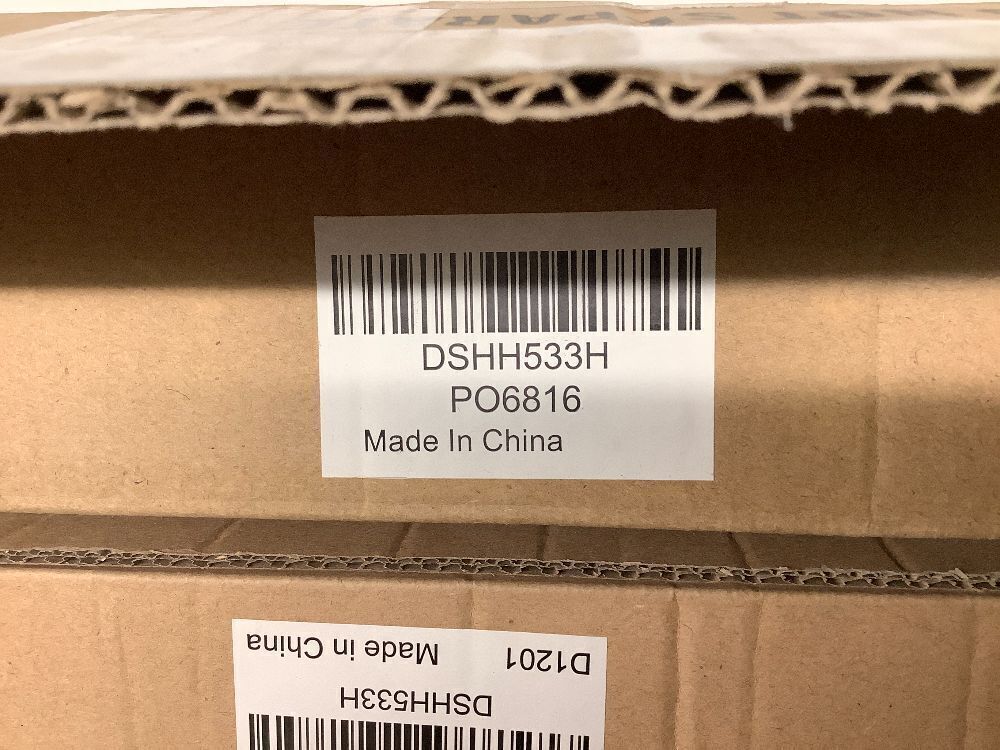 DSHH533H
PO6816
Made In China
D1201 Made in China
DSHH533H